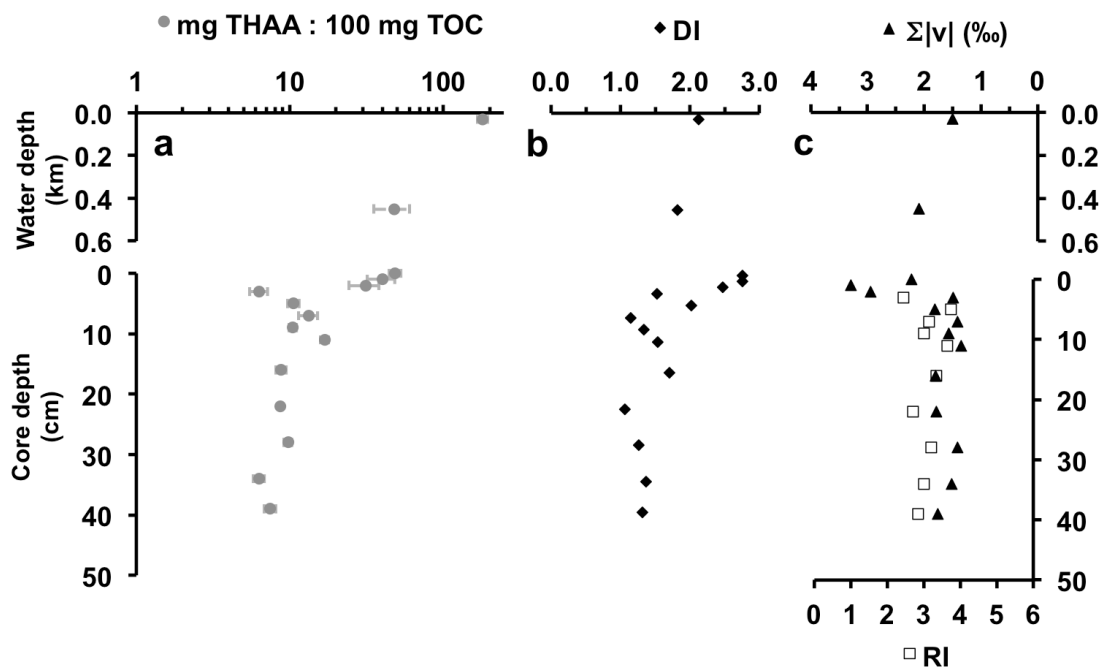 mg THAA : 100 mg TOC
DI
Σ|v| (‰)
1 10 100
0.0 1.0 2.0 3.0
4 3 2 1 0
a
b
c
Water depth
(km)
0.0
0.2
0.4
0.6
0.0
0.2
0.4
0.6
Core depth
(cm)
0
10
20
30
40
50
0
10
20
30
40
50
0 1 2 3 4 5 6
RI